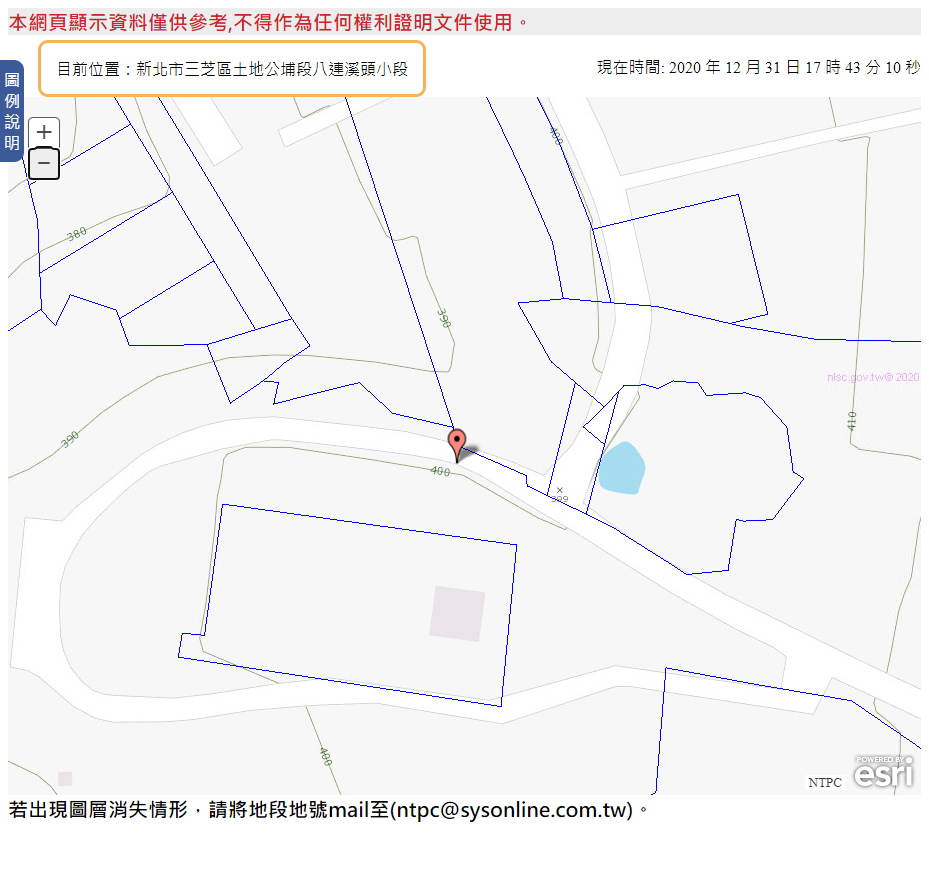 本網頁顯示資料僅供參考,不得作為任何權利證明文件使用。
目前位置：新北市三芝區土地公埔段八連溪頭小段
現在時間: 2020 年 12 月 31 日 17 時 43 分 10 秒
圖例說明
+
−
400
380
390
nlsc.gov.tw© 2020
410
390
400
×
399
400
POWERED BY
esri
NTPC
若出現圖層消失情形，請將地段地號mail至(ntpc@sysonline.com.tw)。